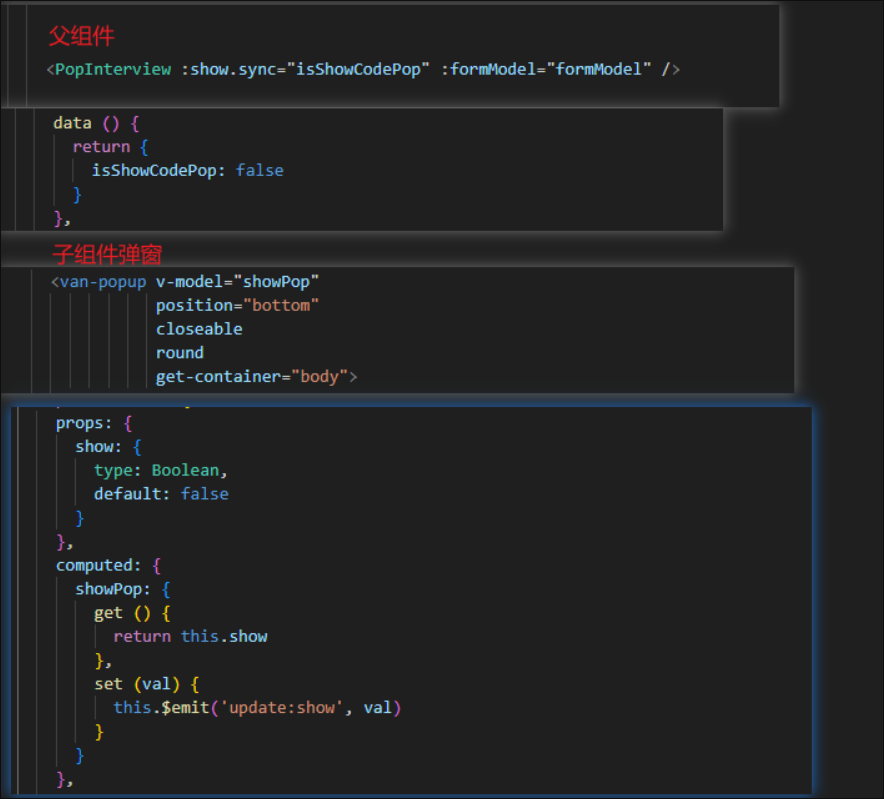 父组件
<PopInterview :show.sync="isShowCodePop" :formModel="formModel" />
data () {
return {
isShowCodePop: false
}
},
子组件弹窗
<van-popup v-model="showPop"
position="bottom"
closeable
round
get-container="body">
props: {
show: {
type: Boolean,
default: false
}
},
computed: {
showPop: {
get () {
return this.show
},
set (val) {
this.$emit('update:show', val)
}
}
},